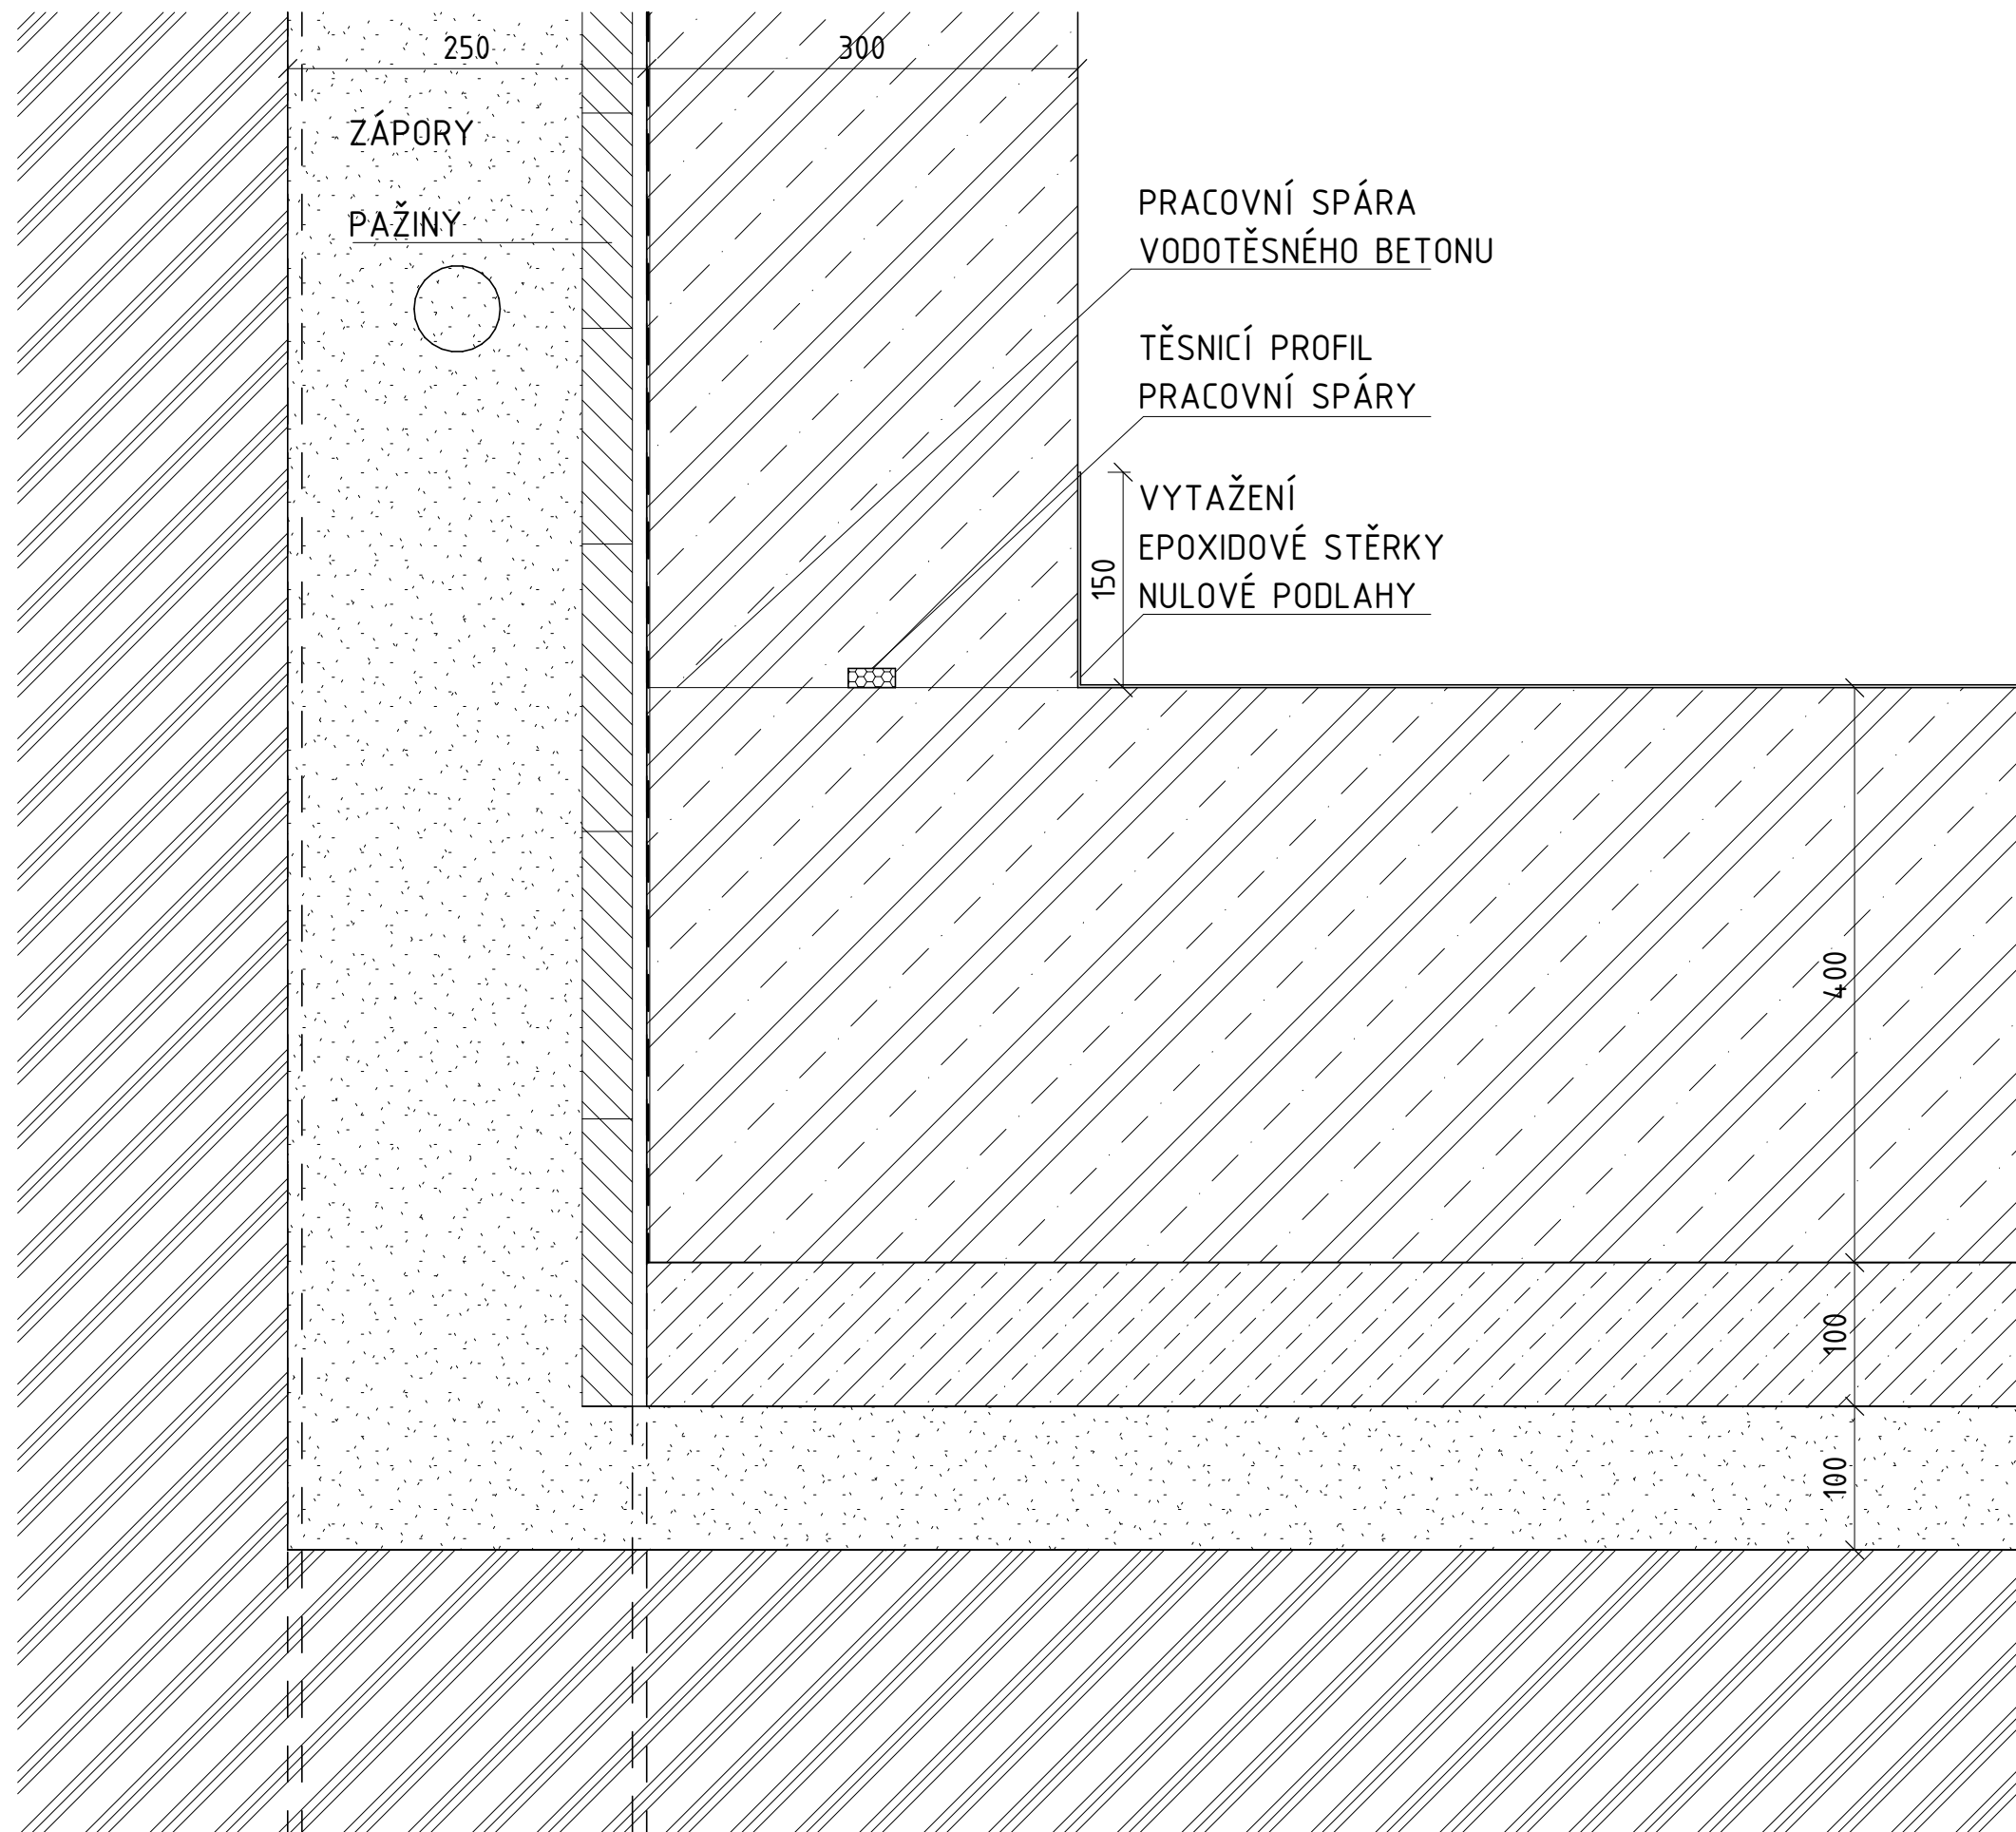 250
300
ZÁPORY
PAŽINY
PRACOVNÍ SPÁRA
VODOTĚSNÉHO BETONU
TĚSNICÍ PROFIL
PRACOVNÍ SPÁRY
VYTAŽENÍ
EPOXIDOVÉ STĚRKY
NULOVÉ PODLAHY
150
400
100
100